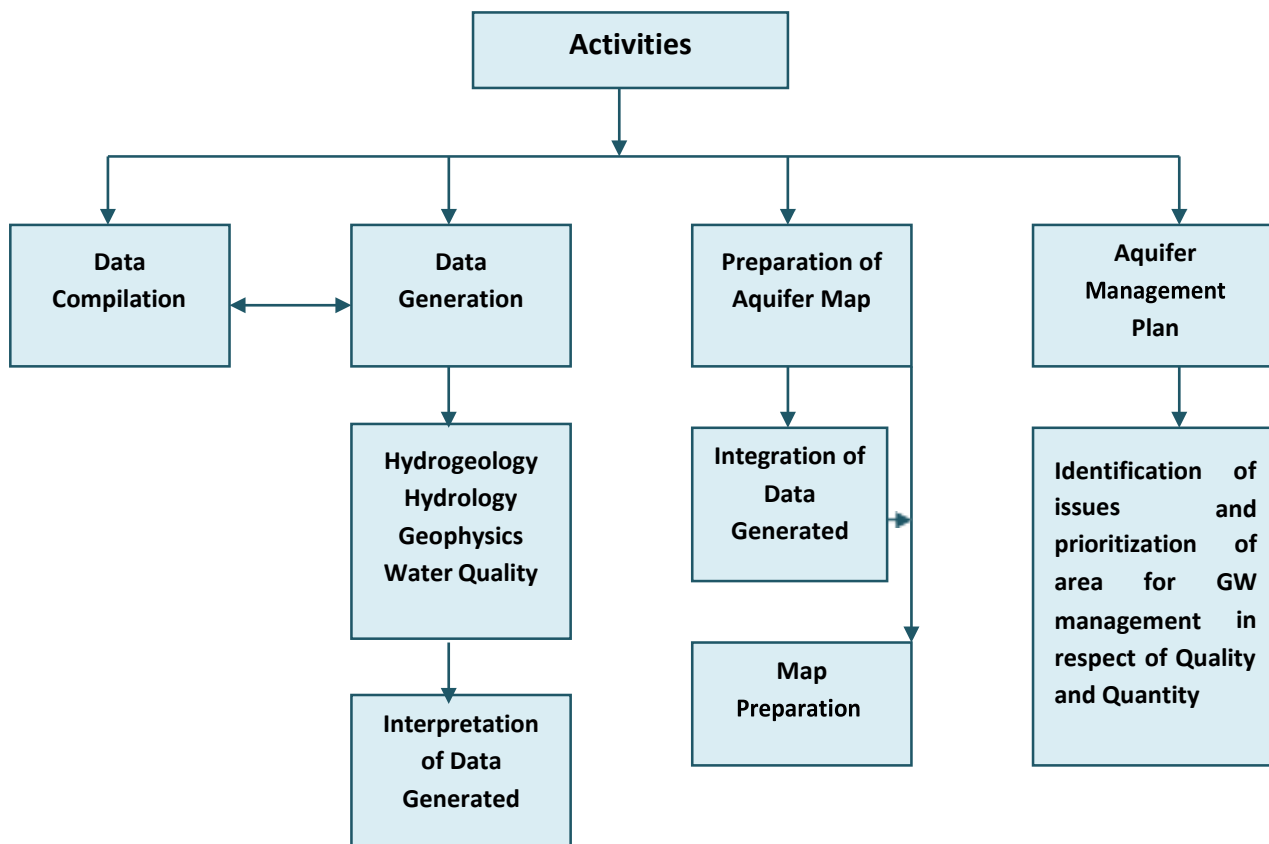 Activities
Data
Compilation
Data
Generation
Preparation of
Aquifer Map
Aquifer
Management
Plan
Hydrogeology
Hydrology
Geophysics
Water Quality
Integration of
Data
Generated
Identification of
issues and
prioritization of
area for GW
management in
respect of Quality
and Quantity
Map
Preparation
Interpretation
of Data
Generated